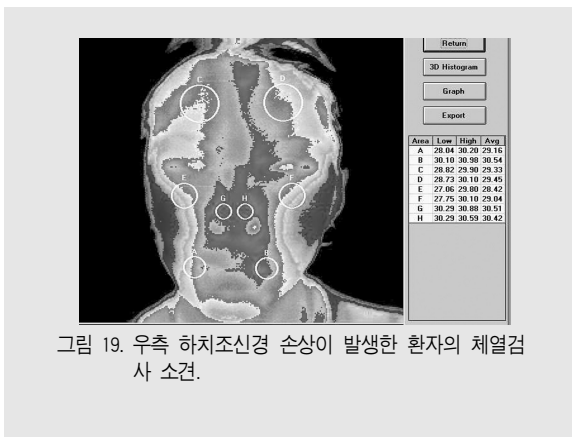 Return
3D Histogram
Graph
Export
Area Low High Avg
A 28.04 30.20 29.16
B 30.10 30.98 30.54
C 28.82 29.90 29.33
D 28.73 30.10 29.45
E 27.06 29.80 28.42
F 27.75 30.10 29.04
G 30.29 30.88 30.51
H 30.29 30.59 30.42
C D
E F
G H
A B
그림 19. 우측 하치조신경 손상이 발생한 환자의 체열검
사 소견.